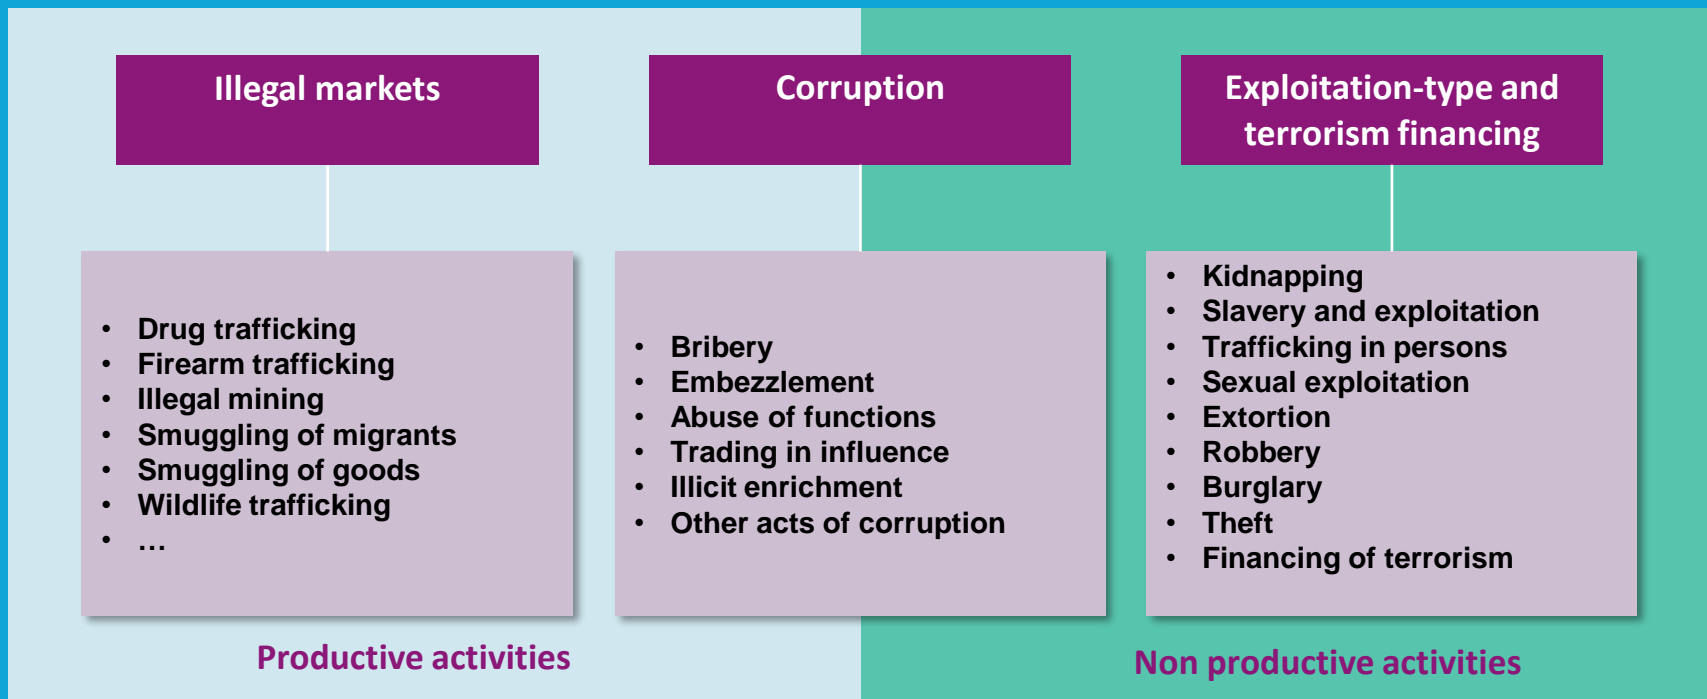 Illegal markets
• Drug trafficking
• Firearm trafficking
• Illegal mining
• Smuggling of migrants
• Smuggling of goods
• Wildlife trafficking
• …
Corruption
• Bribery
• Embezzlement
• Abuse of functions
• Trading in influence
• Illicit enrichment
• Other acts of corruption
Exploitation-type and
terrorism financing
• Kidnapping
• Slavery and exploitation
• Trafficking in persons
• Sexual exploitation
• Extortion
• Robbery
• Burglary
• Theft
• Financing of terrorism
Productive activities
Non productive activities